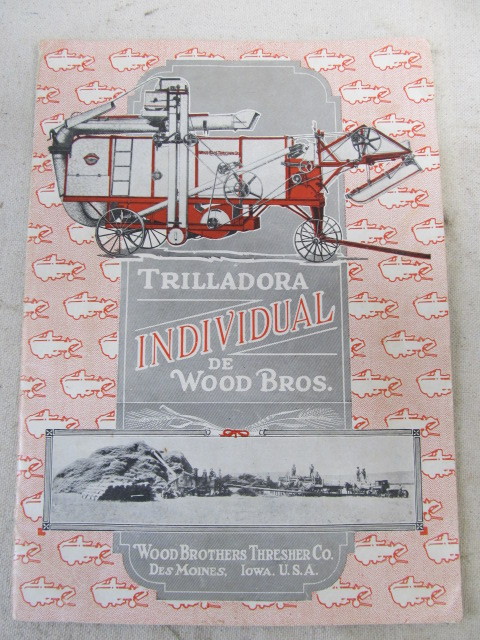 TRILLADORA
INDIVIDUAL
DE
WOOD BROS.
WOOD BROTHERS THRESHER CO.
DES MOINES, IOWA, U.S.A.